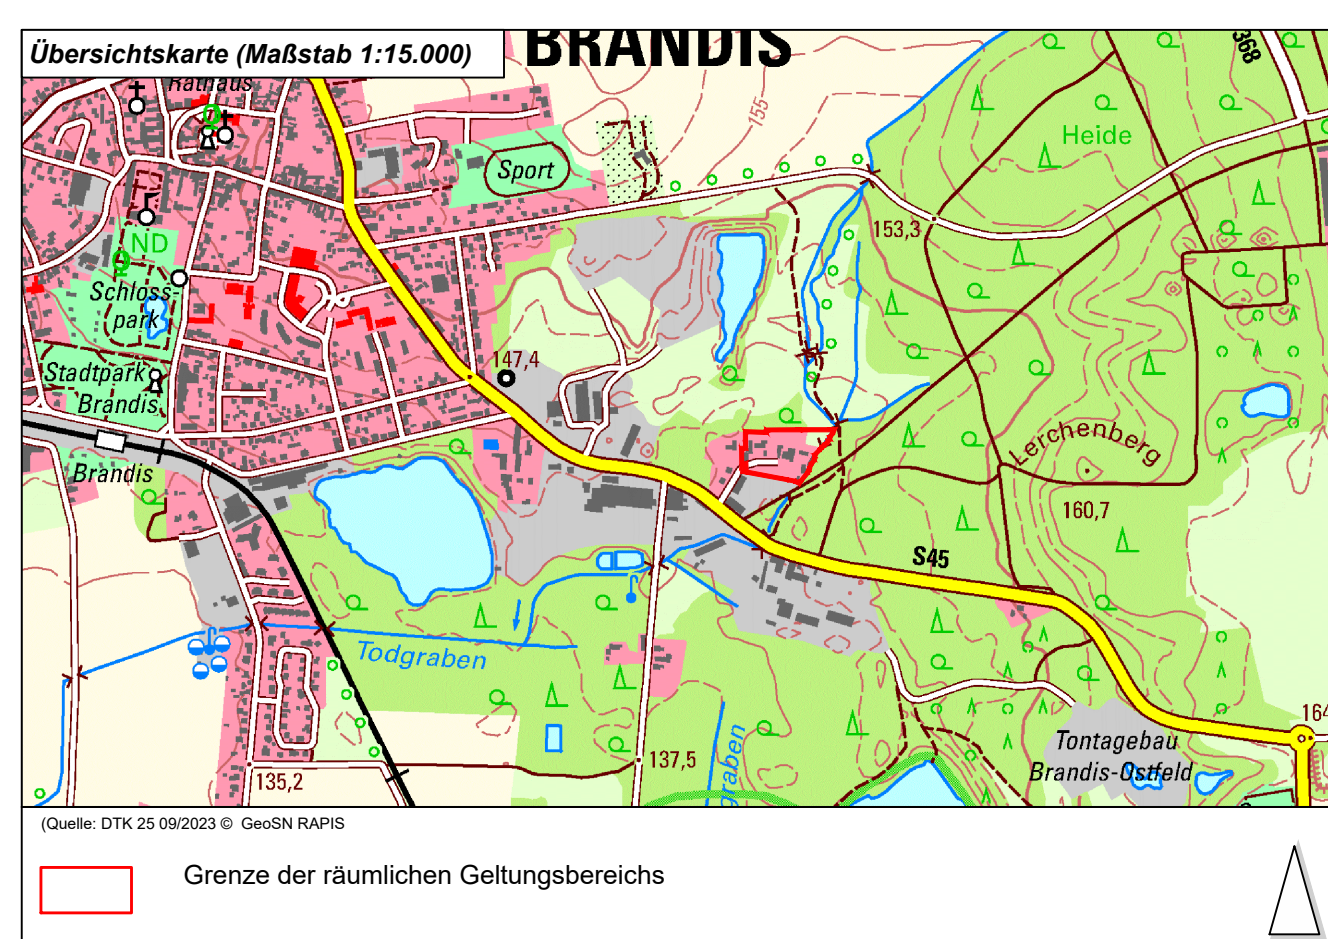 Übersichtskarte (Maßstab 1:15.000)
BRANDIS
368
Rathaus
155
Heide
Sport
153,3
ND
Schloss-
park
147,4
Stadtpark
Brandis
Lerchenberg
Brandis
160,7
S45
Todgraben
164
137,5
graben
Tontagebau
Brandis-Ostfeld
135,2
(Quelle: DTK 25 09/2023 © GeoSN RAPIS
Grenze der räumlichen Geltungsbereichs